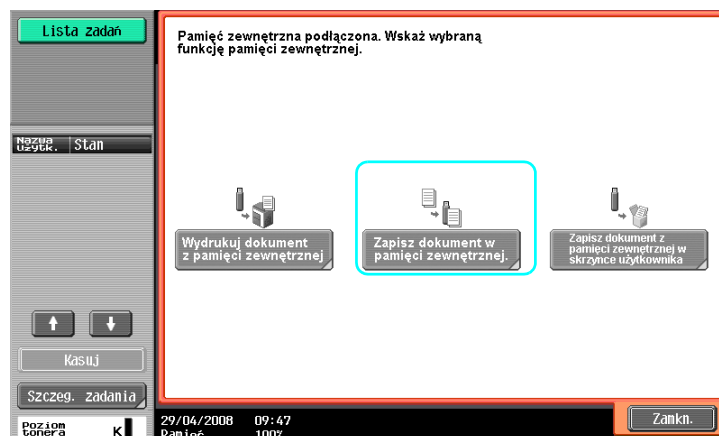 Lista zadań
Nazwa użytk.
Stan
Kasuj
Szczeg. zadania
Poziom tonera
K
Pamięć zewnętrzna podłączona. Wskaż wybraną
funkcję pamięci zewnętrznej.
Wydrukuj dokument
z pamięci zewnętrznej
Zapisz dokument w
pamięci zewnętrznej.
Zapisz dokument z
pamięci zewnętrznej w
skrzynce użytkownika
29/04/2008 09:47
Pamięć 100%
Zamkn.